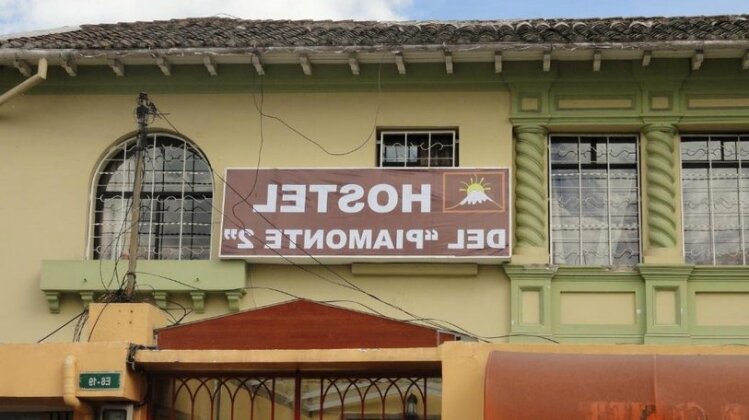 HOSTEL
DEL "PIAMONTE 2"
E6-19